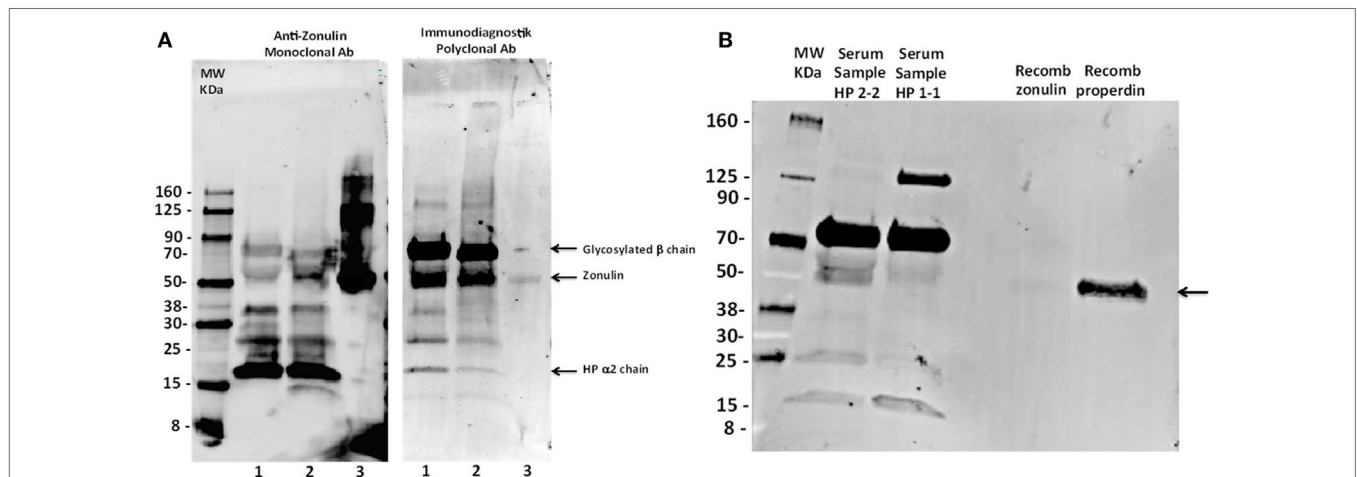 A
Anti-Zonulin
Monoclonal Ab
Immunodiagnostik
Polyclonal Ab
MW
KDa
160 -
125 -
90 -
70-
50 -
38-
30-
25 -
15 -
8 -
Glycosylated β chain
Zonulin
HP α2 chain
1 2 3
1 2 3
B
MW
KDa
Serum
Sample
HP 2-2
Serum
Sample
HP 1-1
Recomb
zonulin
Recomb
properdin
160 -
125 -
90 -
70-
50-
38-
30-
25 -
15 -
8 -